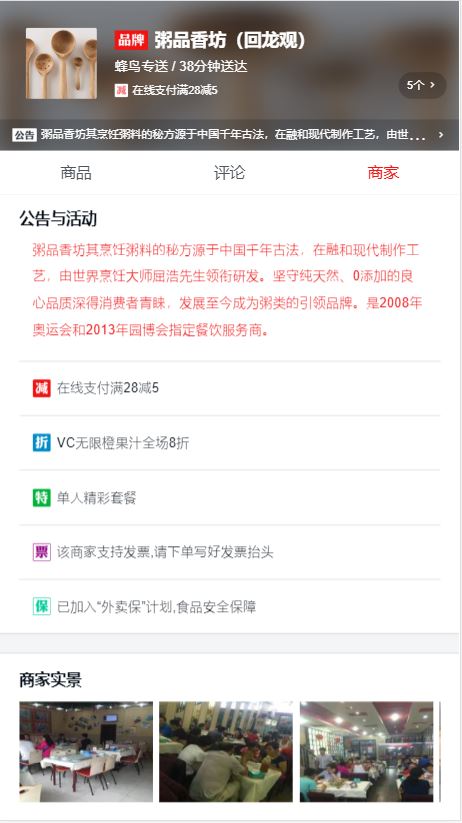 品牌 粥品香坊（回龙观）
蜂鸟专送 / 38分钟送达
减 在线支付满28减5
5个 >
公告 粥品香坊其烹饪粥料的秘方源于中国千年古法，在融和现代制作工艺，由世... >
商品 评论 商家
公告与活动
粥品香坊其烹饪粥料的秘方源于中国千年古法，在融和现代制作工
艺，由世界烹饪大师屈浩先生领衔研发。坚守纯天然、0添加的良
心品质深得消费者青睐，发展至今成为粥类的引领品牌。是2008年
奥运会和2013年园博会指定餐饮服务商。
减 在线支付满28减5
折 VC无限橙果汁全场8折
特 单人精彩套餐
票 该商家支持发票,请下单写好发票抬头
保 已加入“外卖保”计划,食品安全保障
商家实景